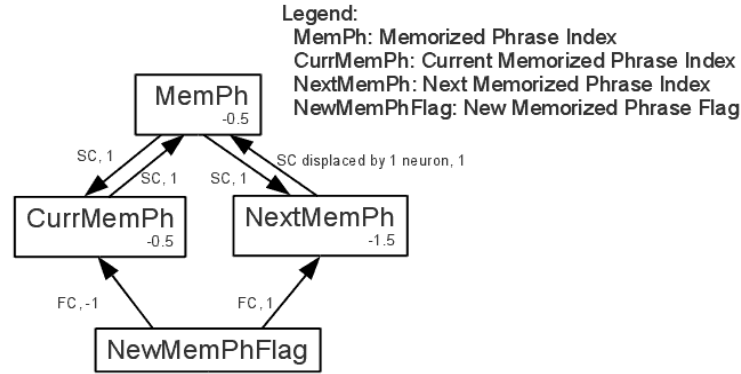 Legend:
MemPh: Memorized Phrase Index
CurrMemPh: Current Memorized Phrase Index
NextMemPh: Next Memorized Phrase Index
NewMemPhFlag: New Memorized Phrase Flag
MemPh
-0.5
SC, 1
SC, 1
SC, 1
SC displaced by 1 neuron, 1
CurrMemPh
-0.5
NextMemPh
-1.5
FC, -1
FC, 1
NewMemPhFlag